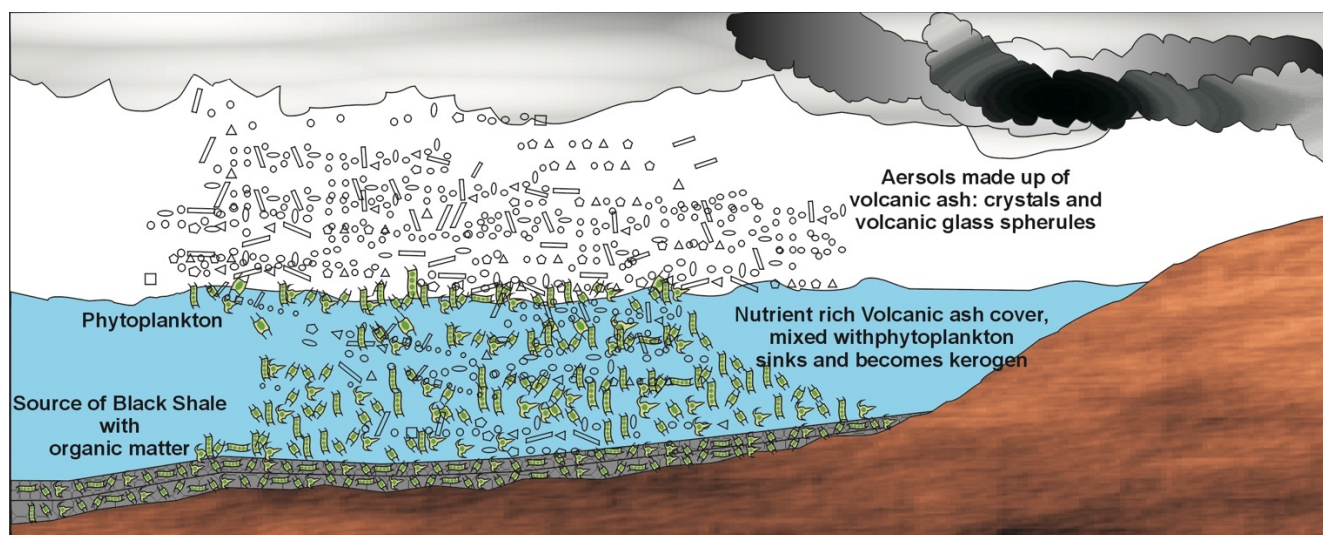 Aersols made up of
volcanic ash: crystals and
volcanic glass spherules
Phytoplankton
Nutrient rich Volcanic ash cover,
mixed withphytoplankton
sinks and becomes kerogen
Source of Black Shale
with
organic matter